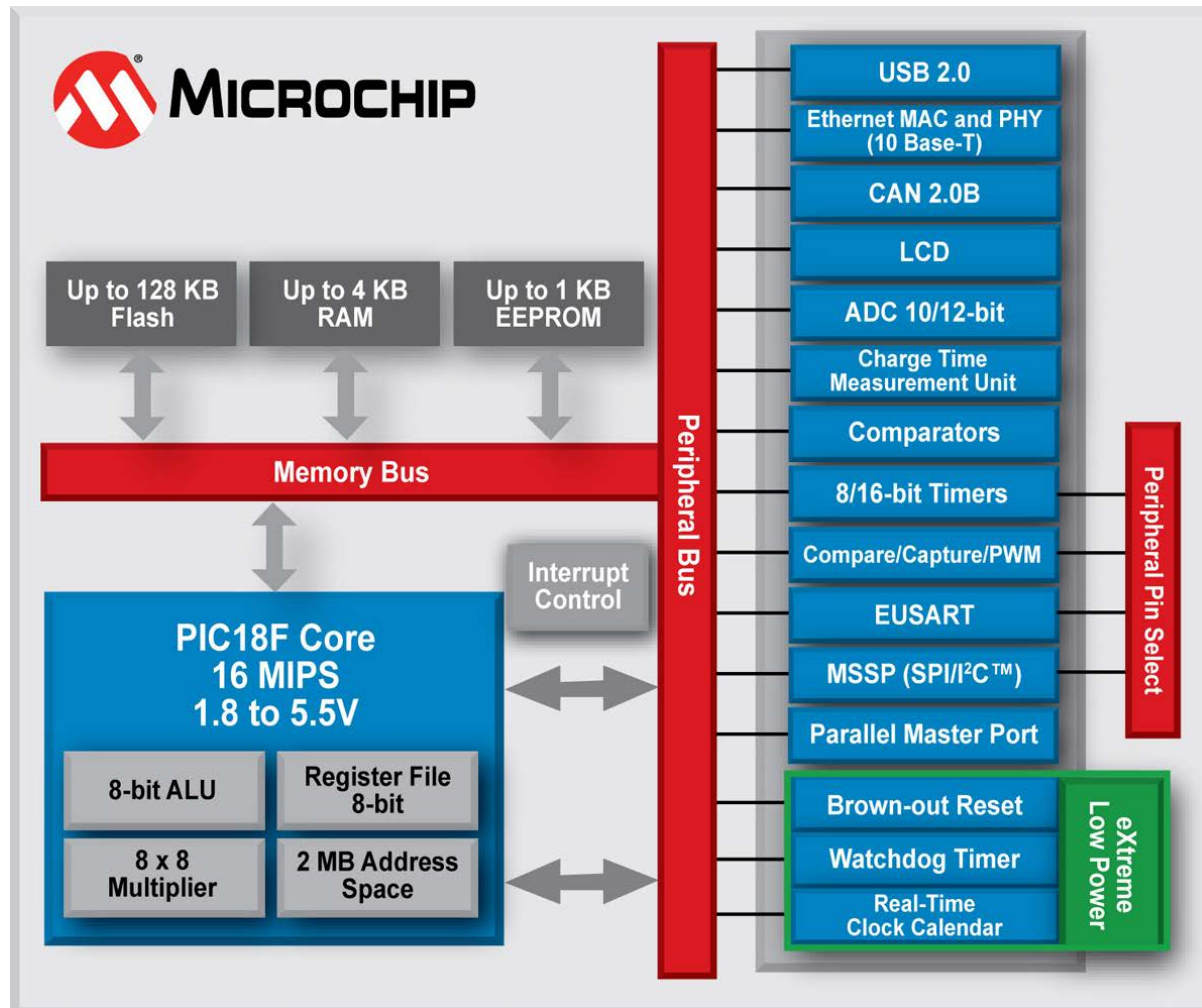 MICROCHIP
®
Up to 128 KB
Flash
Up to 4 KB
RAM
Up to 1 KB
EEPROM
Memory Bus
Interrupt
Control
PIC18F Core
16 MIPS
1.8 to 5.5V
8-bit ALU
Register File
8-bit
8 x 8
Multiplier
2 MB Address
Space
Peripheral Bus
USB 2.0
Ethernet MAC and PHY
(10 Base-T)
CAN 2.0B
LCD
ADC 10/12-bit
Charge Time
Measurement Unit
Comparators
8/16-bit Timers
Compare/Capture/PWM
EUSART
MSSP (SPI/I²C™)
Parallel Master Port
Brown-out Reset
Watchdog Timer
Real-Time
Clock Calendar
eXtreme
Low Power
Peripheral Pin Select